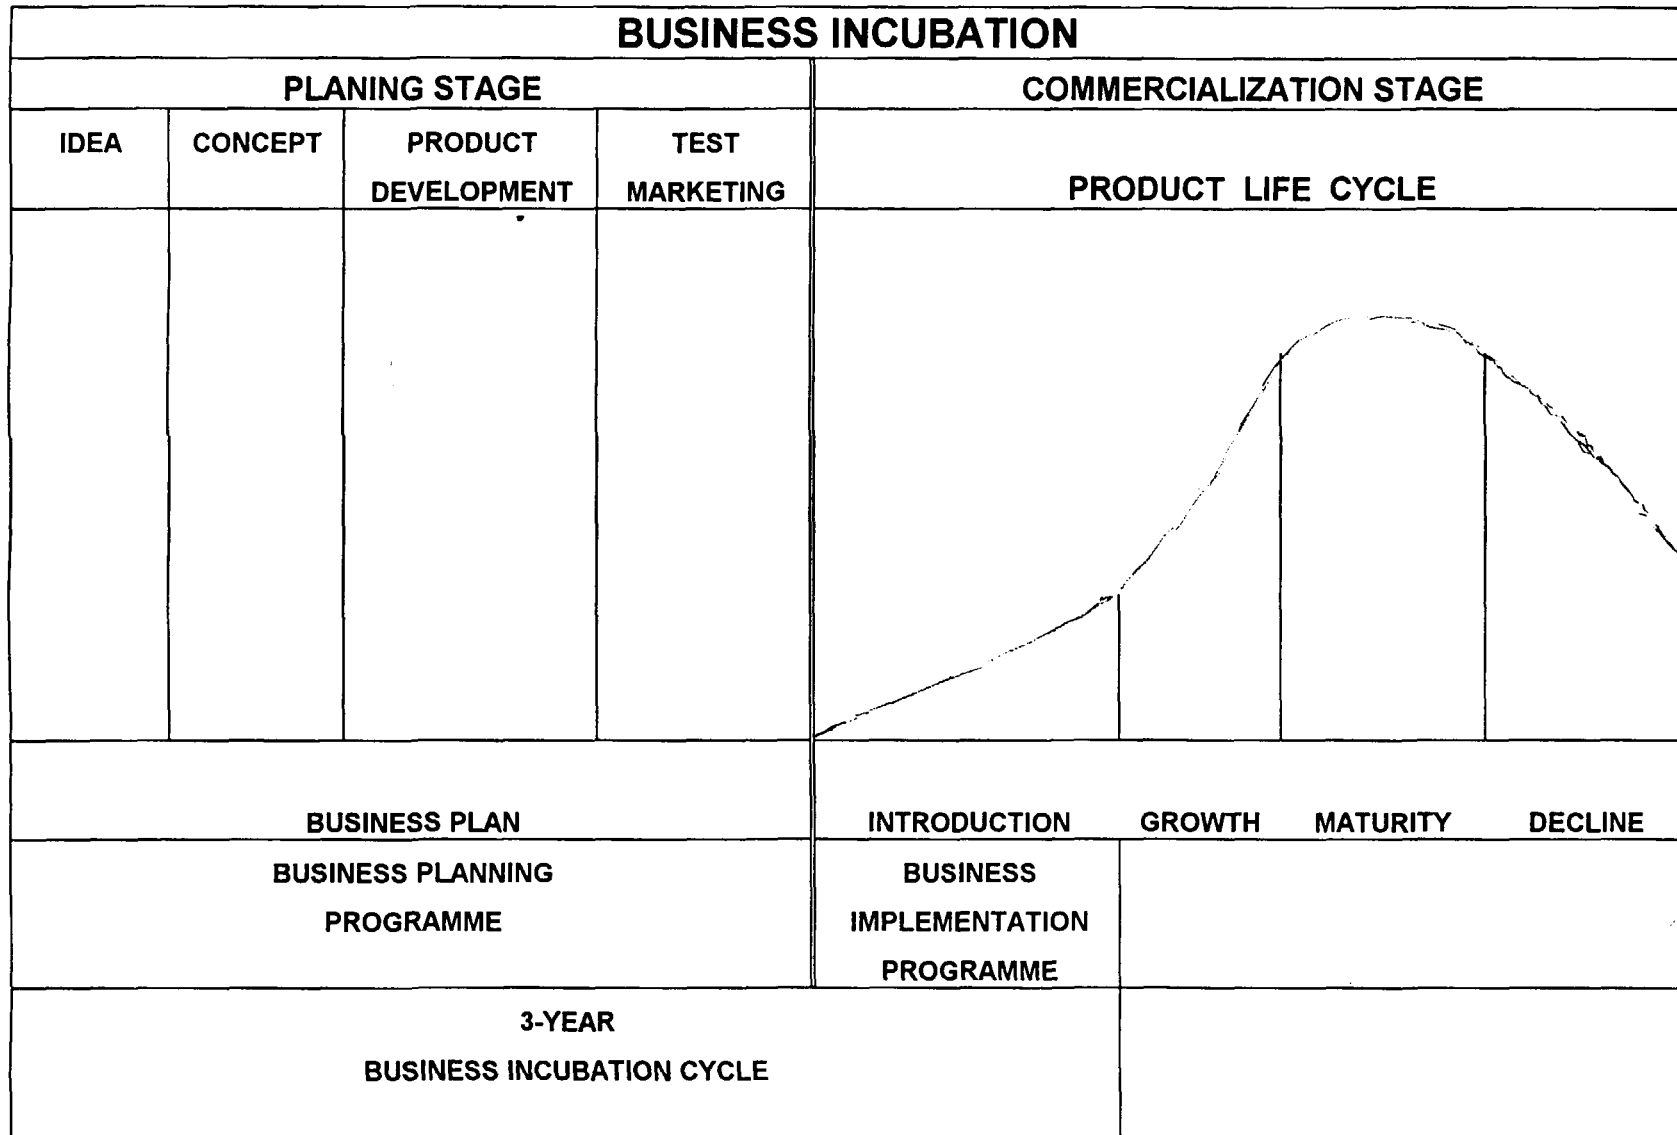 BUSINESS INCUBATION
PLANING STAGE
COMMERCIALIZATION STAGE
IDEA
CONCEPT
PRODUCT
DEVELOPMENT
TEST
MARKETING
PRODUCT LIFE CYCLE
BUSINESS PLAN
INTRODUCTION
GROWTH
MATURITY
DECLINE
BUSINESS PLANNING
PROGRAMME
BUSINESS
IMPLEMENTATION
PROGRAMME
3-YEAR
BUSINESS INCUBATION CYCLE